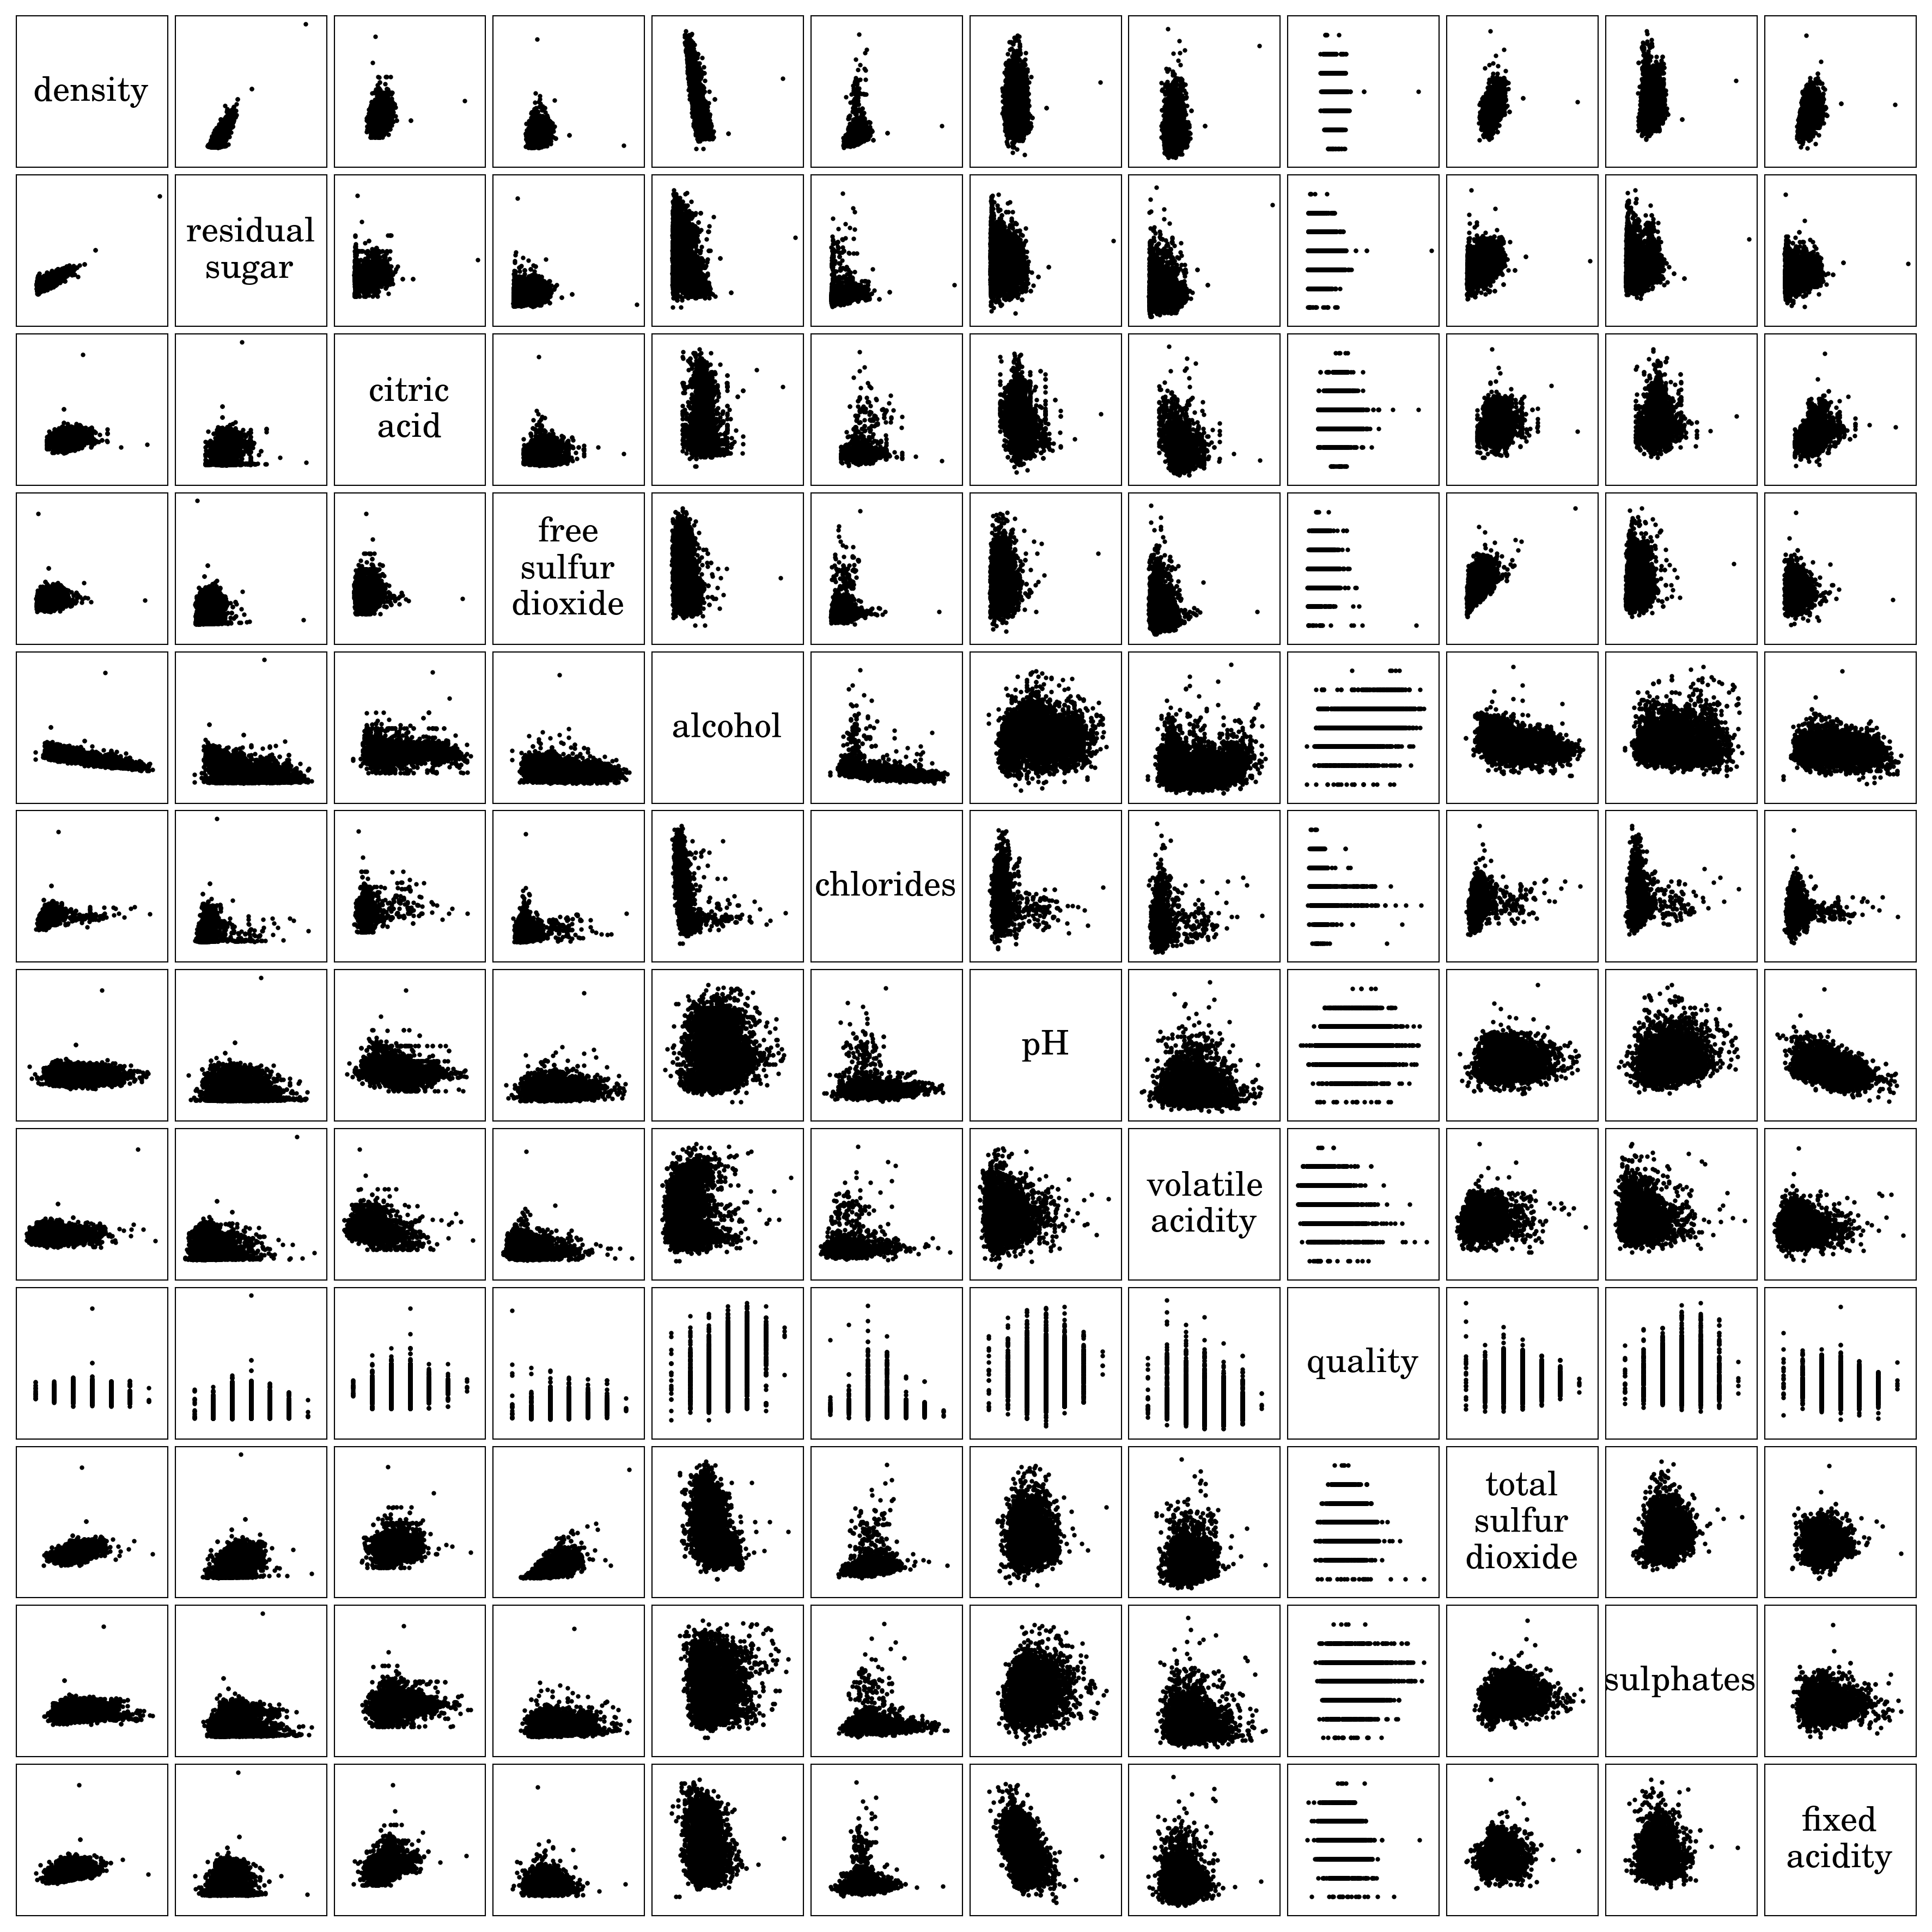 density
residual
sugar
citric
acid
free
sulfur
dioxide
alcohol
chlorides
pH
volatile
acidity
quality
total
sulfur
dioxide
sulphates
fixed
acidity